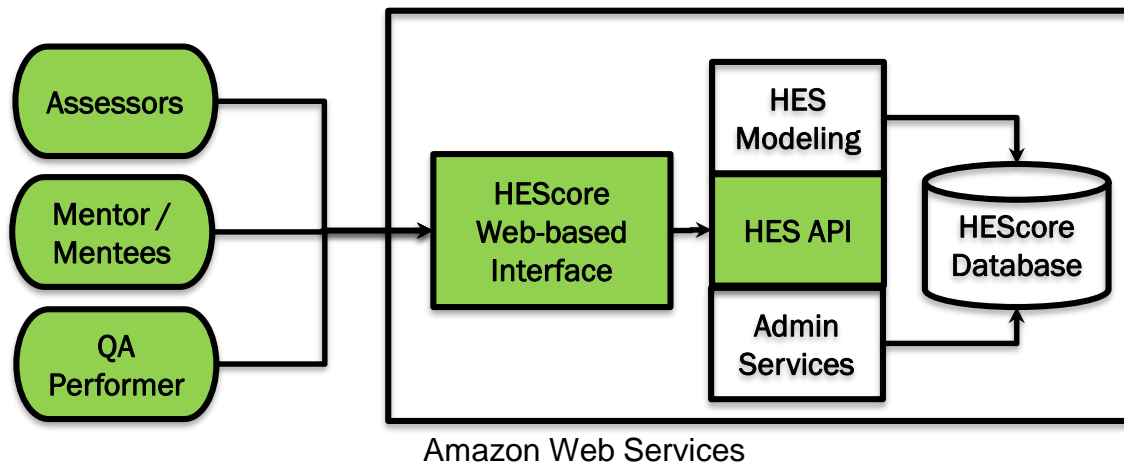 Assessors
Mentor /
Mentees
QA
Performer
HEScore
Web-based
Interface
HES
Modeling
HES API
Admin
Services
HEScore
Database
Amazon Web Services